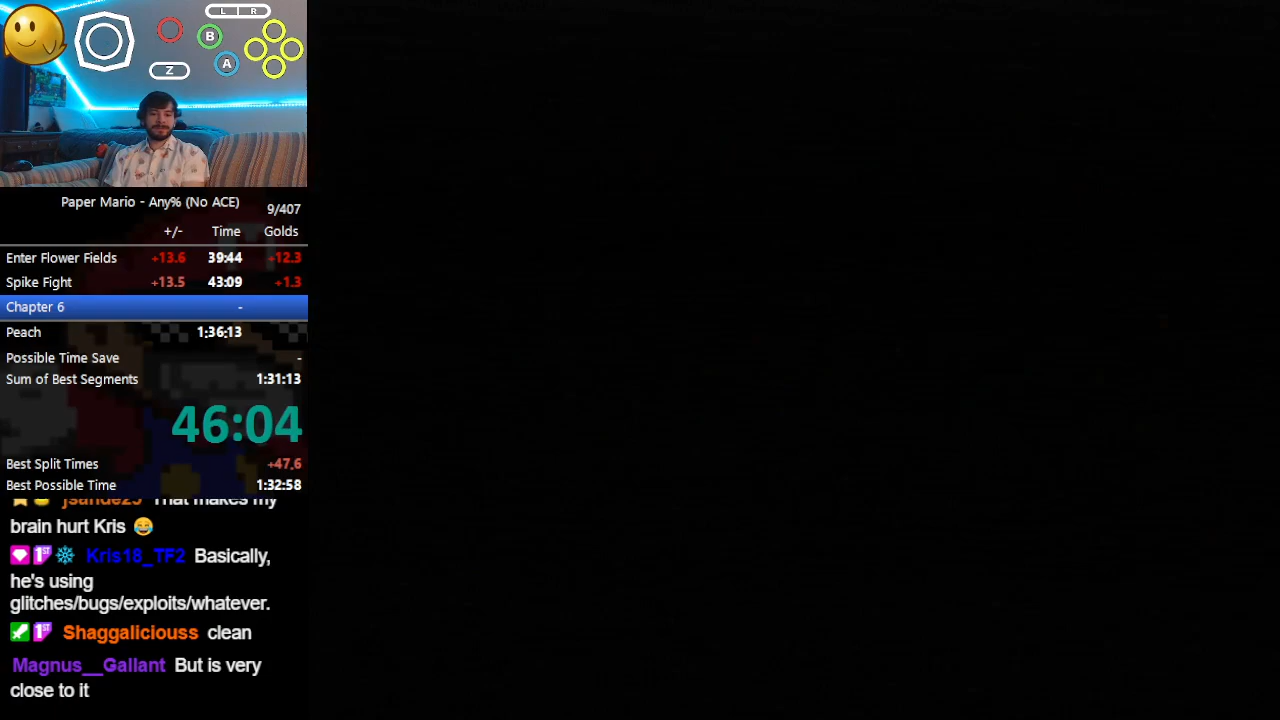 L R
B
A
Z
Paper Mario - Any% (No ACE)
9/407
+/- Time Golds
Enter Flower Fields +13.6 39:44 +12.3
Spike Fight +13.5 43:09 +1.3
Chapter 6 -
Peach 1:36:13
Possible Time Save -
Sum of Best Segments 1:31:13
46:04
Best Split Times +47.6
Best Possible Time 1:32:58
jsande25 That makes my
brain hurt Kris 😂
1ST Kris18_TF2 Basically,
he's using
glitches/bugs/exploits/whatever.
1ST Shaggaliciouss clean
Magnus__Gallant But is very
close to it